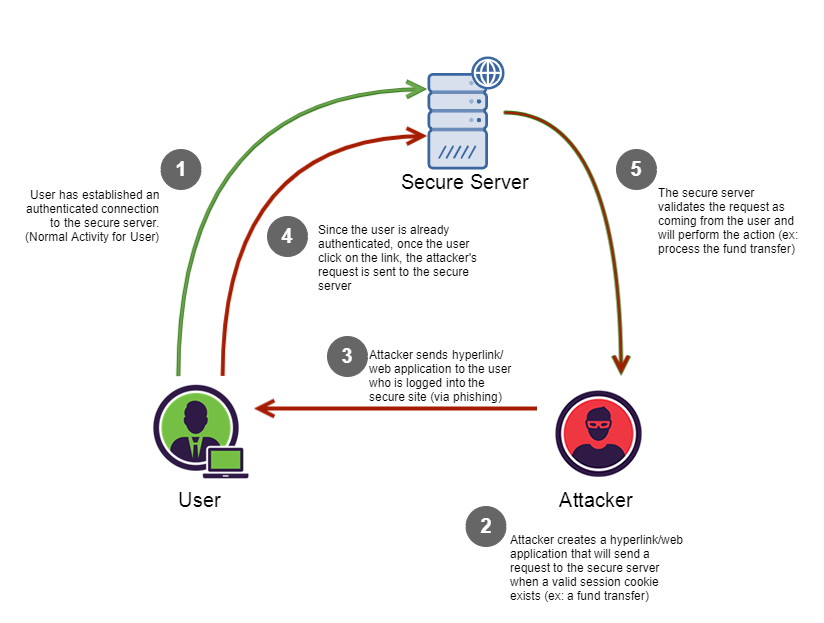 1
User has established an
authenticated connection
to the secure server.
(Normal Activity for User)
Secure Server
4
Since the user is already
authenticated, once the user
click on the link, the attacker's
request is sent to the secure
server
5
The secure server
validates the request as
coming from the user and
will perform the action (ex:
process the fund transfer)
3
Attacker sends hyperlink/
web application to the user
who is logged into the
secure site (via phishing)
User
Attacker
2
Attacker creates a hyperlink/web
application that will send a
request to the secure server
when a valid session cookie
exists (ex: a fund transfer)